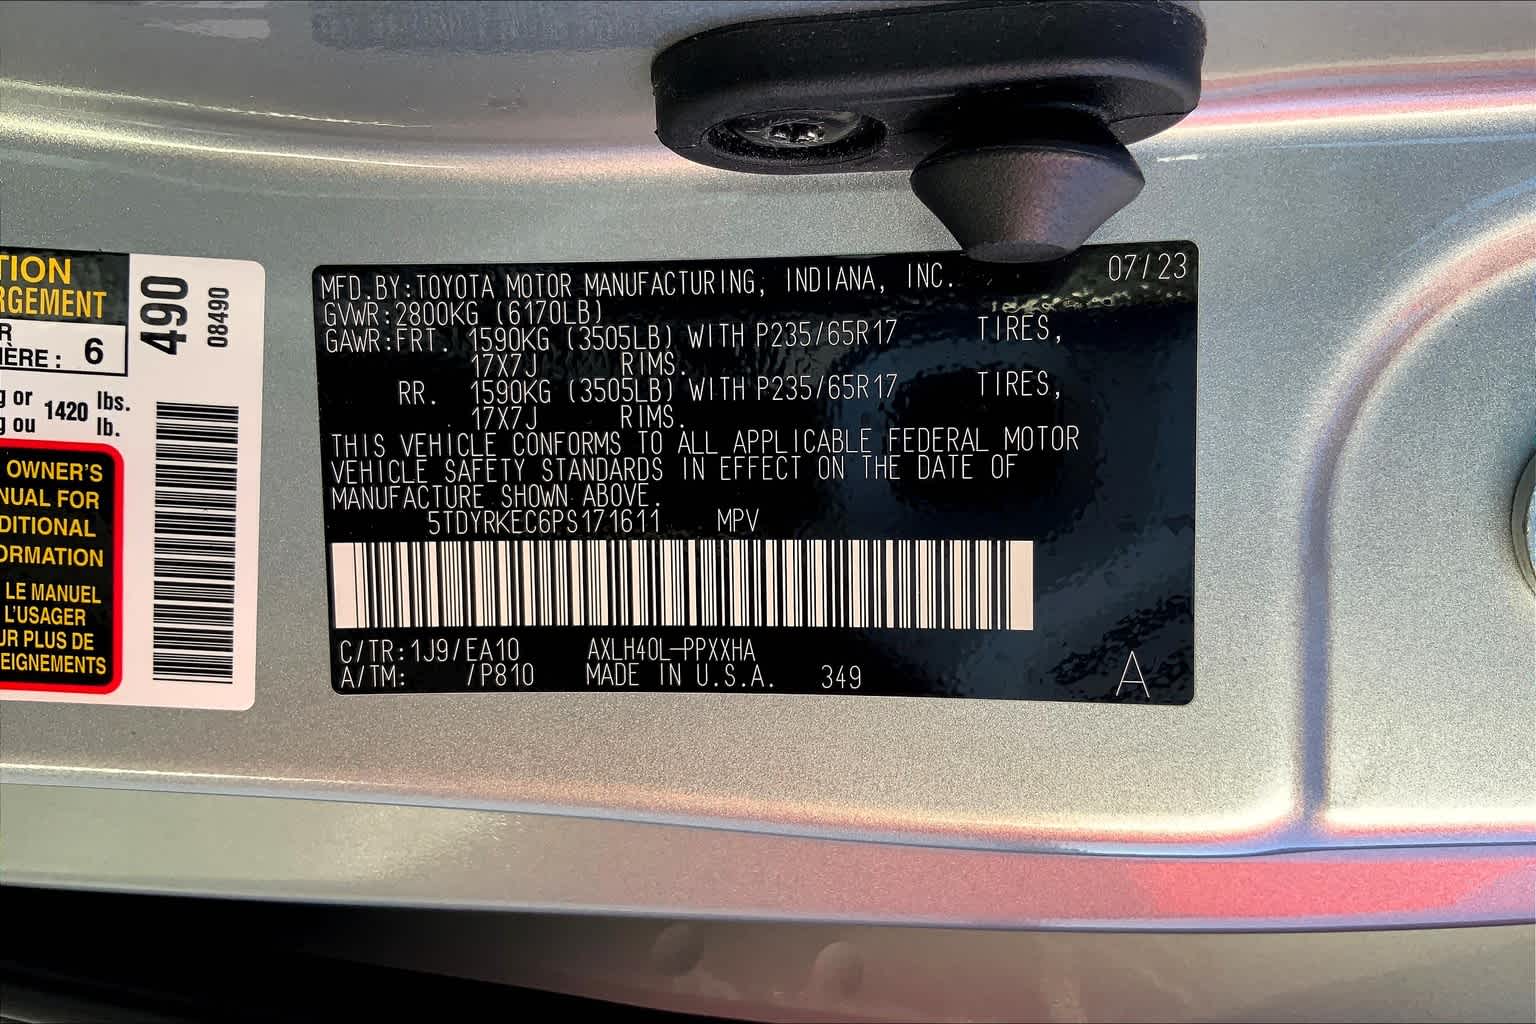 TION
RGEMENT
R
IÈRE : 6
g or 1420 lbs.
g ou lb.
OWNER'S
NUAL FOR
DITIONAL
ORMATION
LE MANUEL
L'USAGER
UR PLUS DE
EIGNEMENTS
490
08490
MFD.BY:TOYOTA MOTOR MANUFACTURING, INDIANA, INC. 07/23
GVWR:2800KG (6170LB)
GAWR:FRT. 1590KG (3505LB) WITH P235/65R17 TIRES,
17X7J RIMS.
RR. 1590KG (3505LB) WITH P235/65R17 TIRES,
17X7J RIMS.
THIS VEHICLE CONFORMS TO ALL APPLICABLE FEDERAL MOTOR
VEHICLE SAFETY STANDARDS IN EFFECT ON THE DATE OF
MANUFACTURE SHOWN ABOVE.
5TDYRKEC6PS171611 MPV
C/TR:1J9/EA10 AXLH40L-PPXXHA
A/TM: /P810 MADE IN U.S.A. 349
A